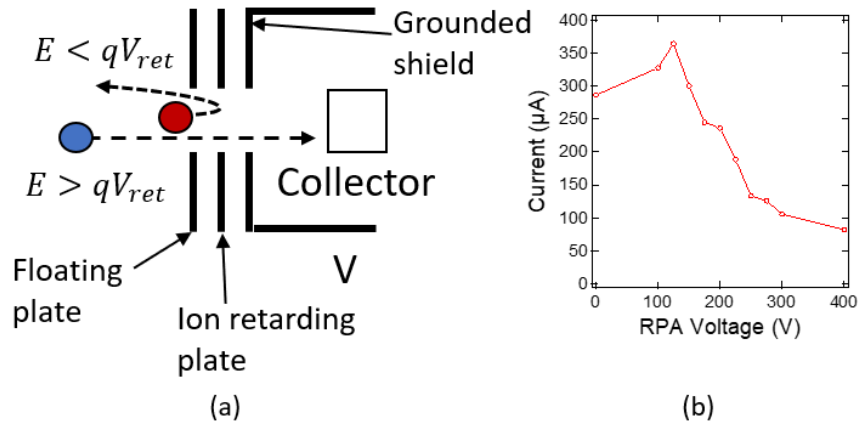 E < qV_ret
Grounded
shield
E > qV_ret
Collector
Floating
plate
V
Ion retarding
plate
(a)
400
350
300
250
200
150
100
50
0
Current (μA)
0 100 200 300 400
RPA Voltage (V)
(b)